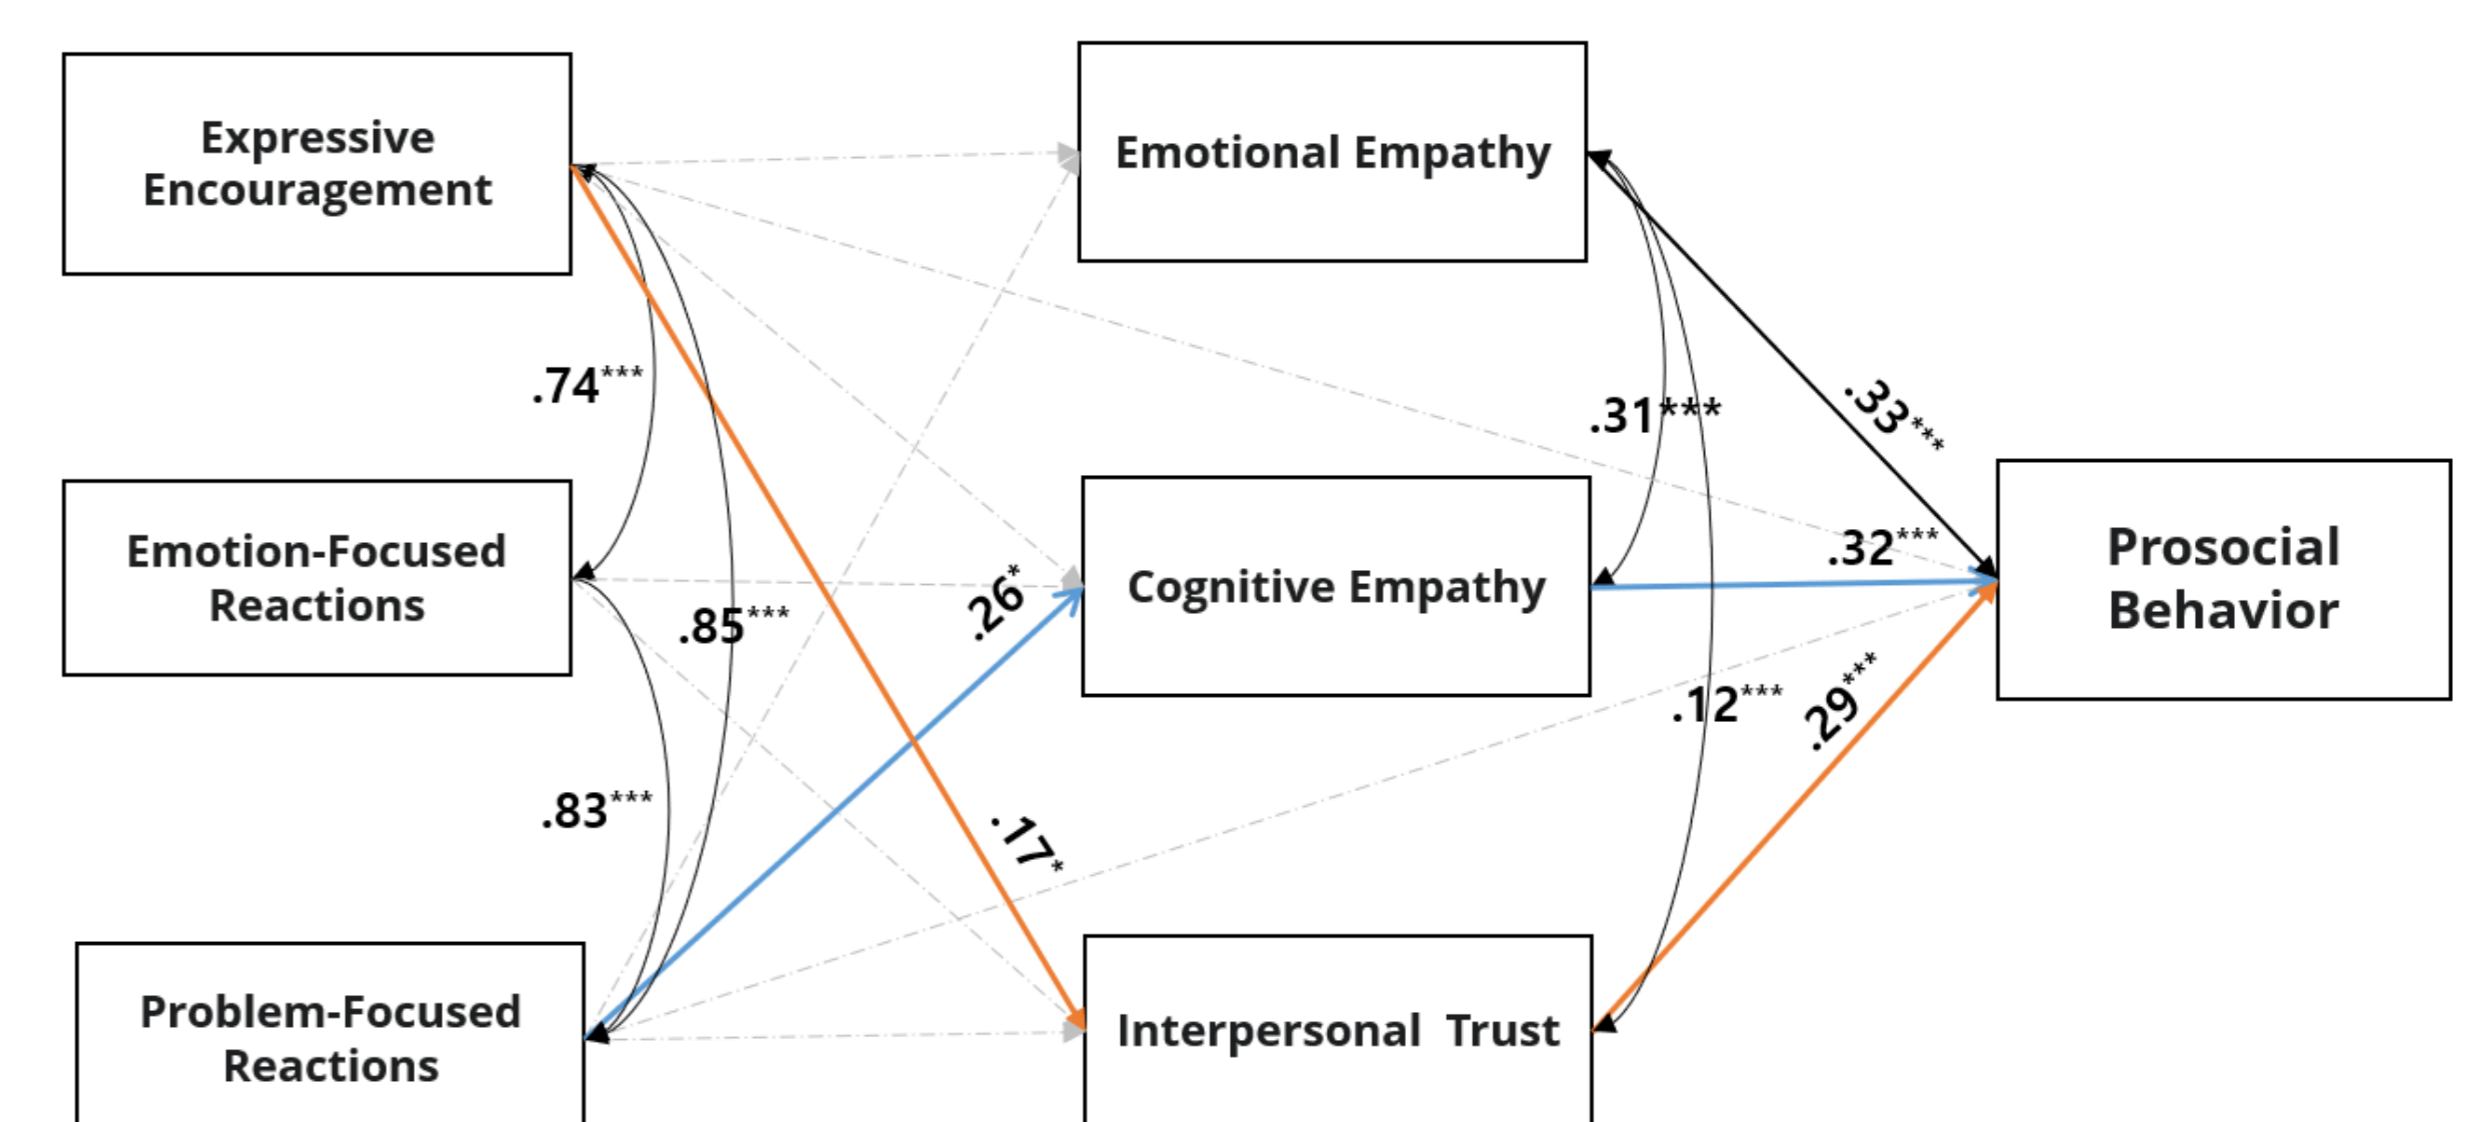 Expressive
Encouragement
Emotional Empathy
.74***
.31***
.33***
Emotion-Focused
Reactions
.85***
.26*
Cognitive Empathy
.32***
Prosocial
Behavior
.83***
.17*
.12***
.29***
Problem-Focused
Reactions
Interpersonal Trust